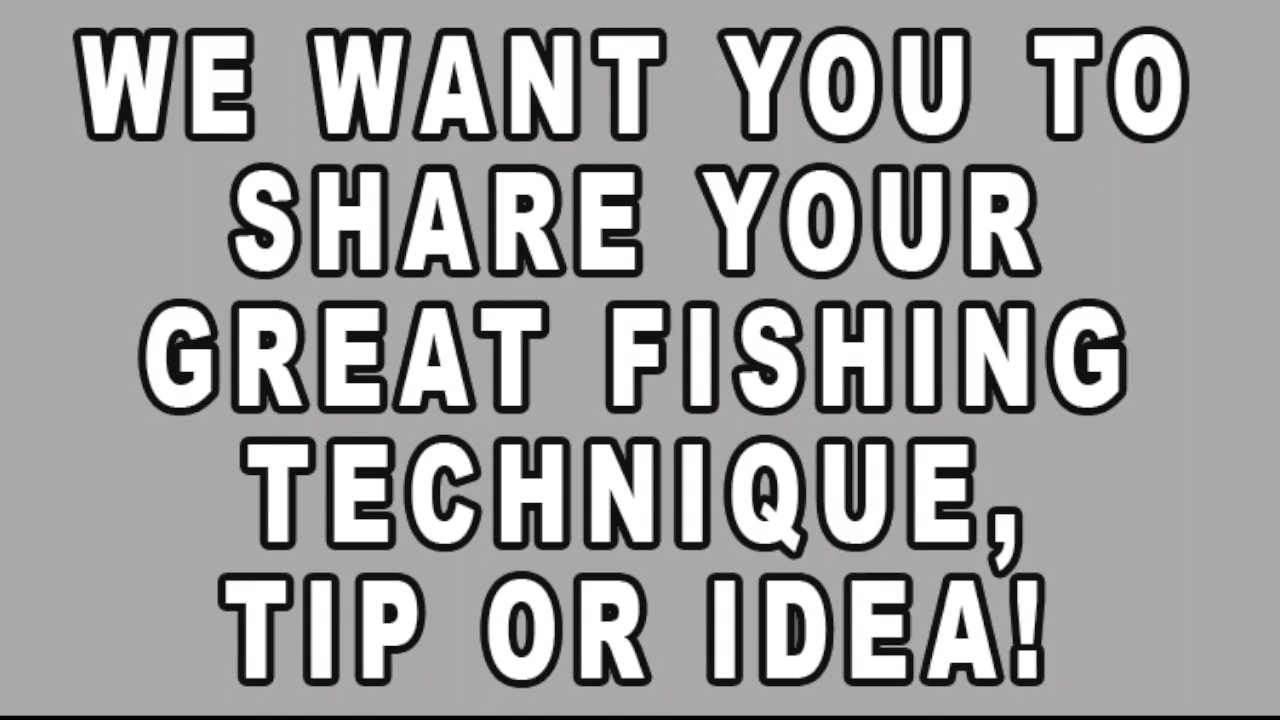 WE WANT YOU TO
SHARE YOUR
GREAT FISHING
TECHNIQUE,
TIP OR IDEA!